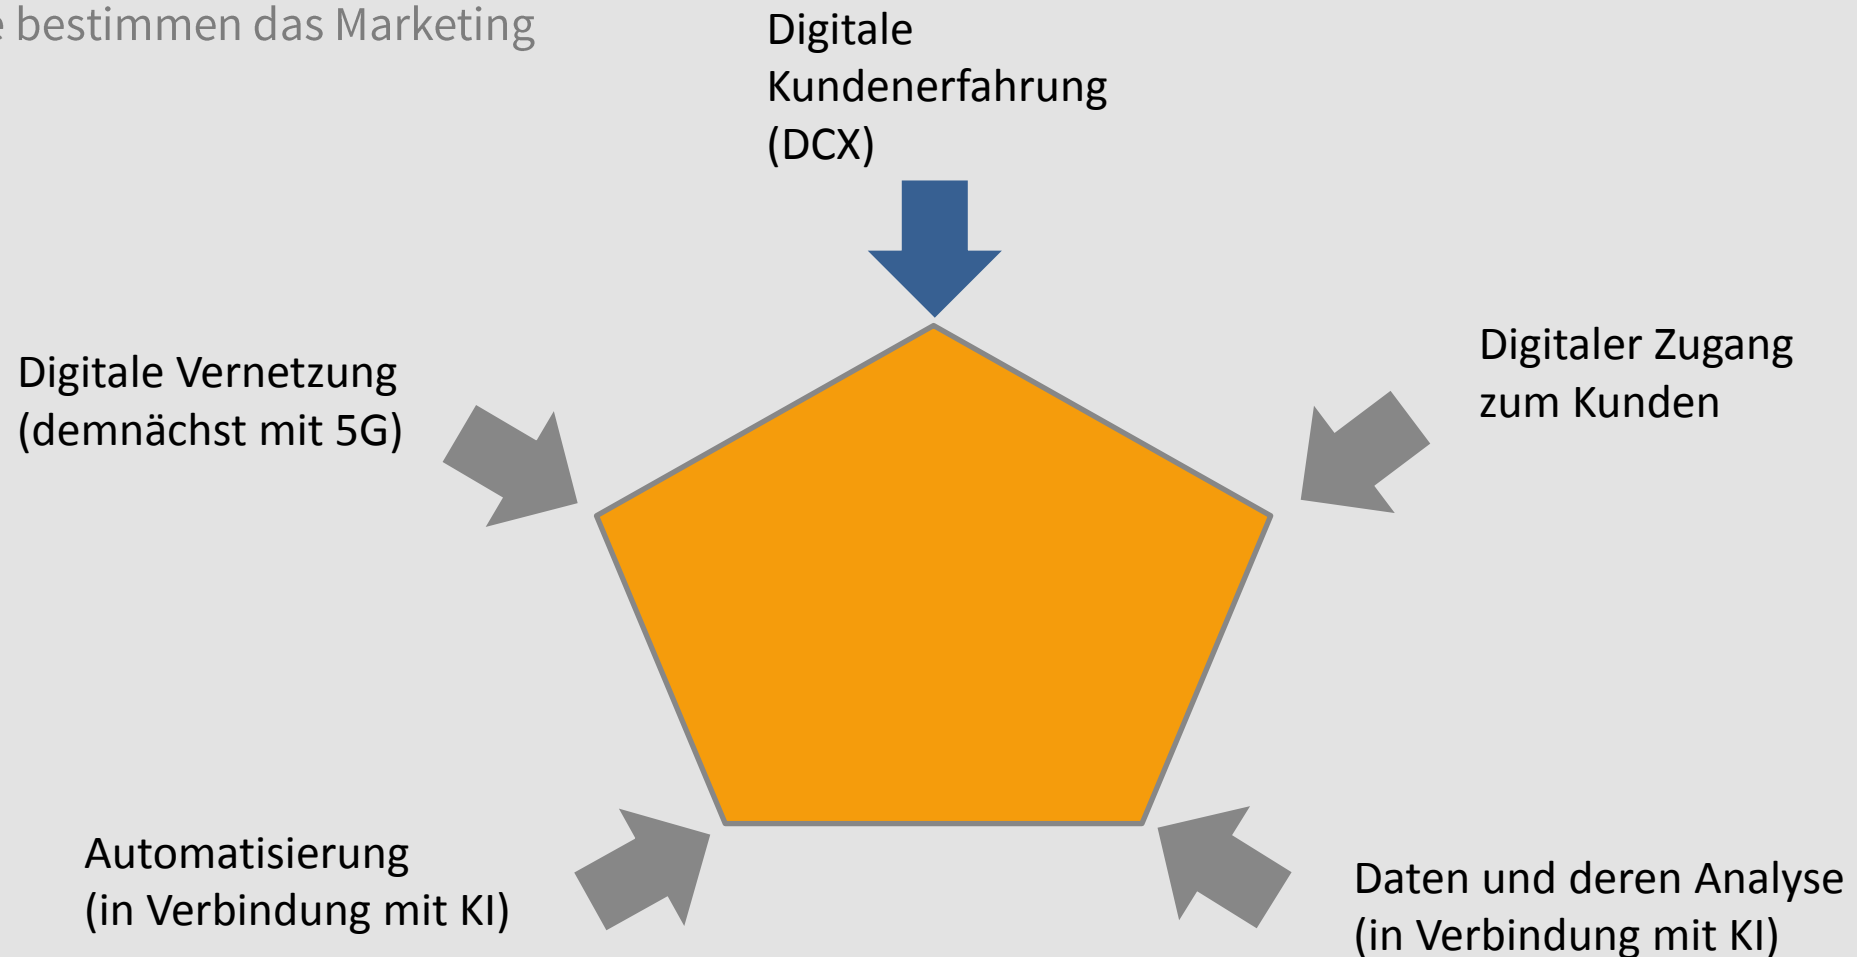 bestimmen das Marketing
Digitale
Kundenerfahrung
(DCX)
Digitale Vernetzung
(demnächst mit 5G)
Digitaler Zugang
zum Kunden
Automatisierung
(in Verbindung mit KI)
Daten und deren Analyse
(in Verbindung mit KI)